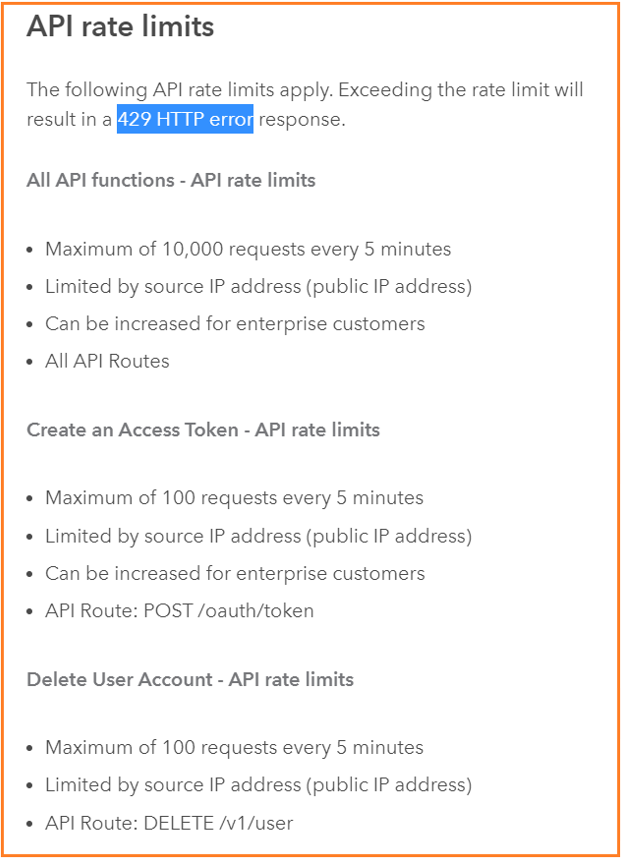 API rate limits
The following API rate limits apply. Exceeding the rate limit will
result in a 429 HTTP error response.
All API functions - API rate limits
• Maximum of 10,000 requests every 5 minutes
• Limited by source IP address (public IP address)
• Can be increased for enterprise customers
• All API Routes
Create an Access Token - API rate limits
• Maximum of 100 requests every 5 minutes
• Limited by source IP address (public IP address)
• Can be increased for enterprise customers
• API Route: POST /oauth/token
Delete User Account - API rate limits
• Maximum of 100 requests every 5 minutes
• Limited by source IP address (public IP address)
• API Route: DELETE /v1/user